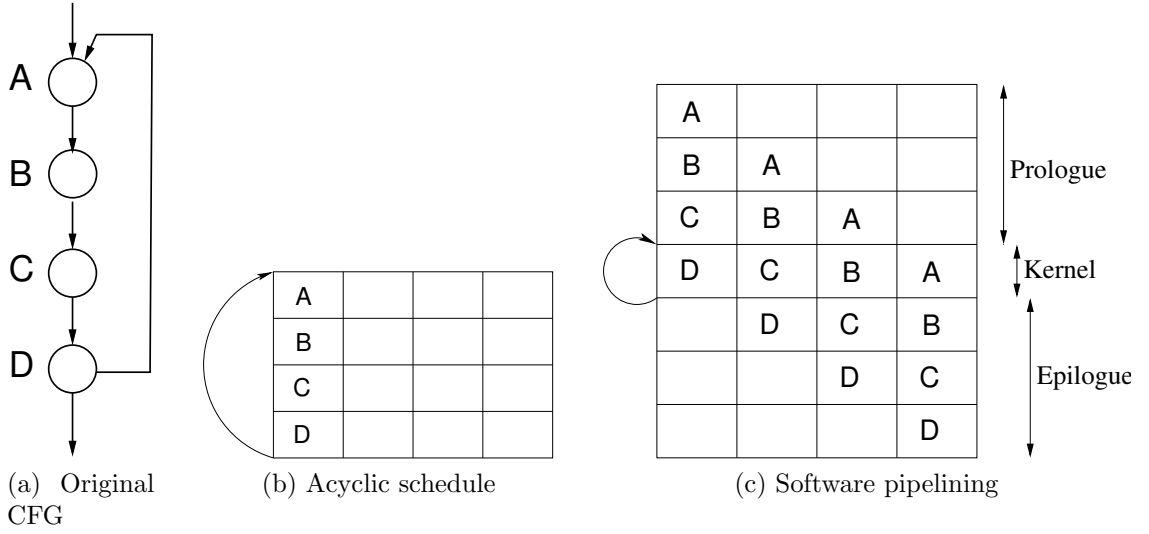 A
B
C
D
(a) Original
CFG
A
B
C
D
(b) Acyclic schedule
A
B A
C B A
D C B A
D C B
D C
D
Prologue
Kernel
Epilogue
(c) Software pipelining